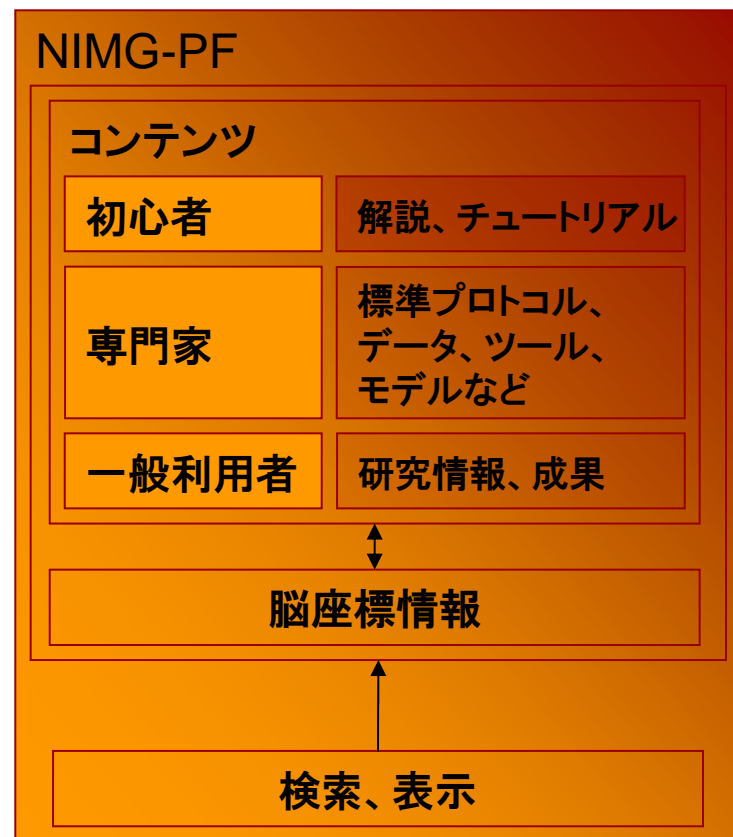 NIMG-PF
コンテンツ
初心者
解説、チュートリアル
専門家
標準プロトコル、
データ、ツール、
モデルなど
一般利用者
研究情報、成果
脳座標情報
検索、表示